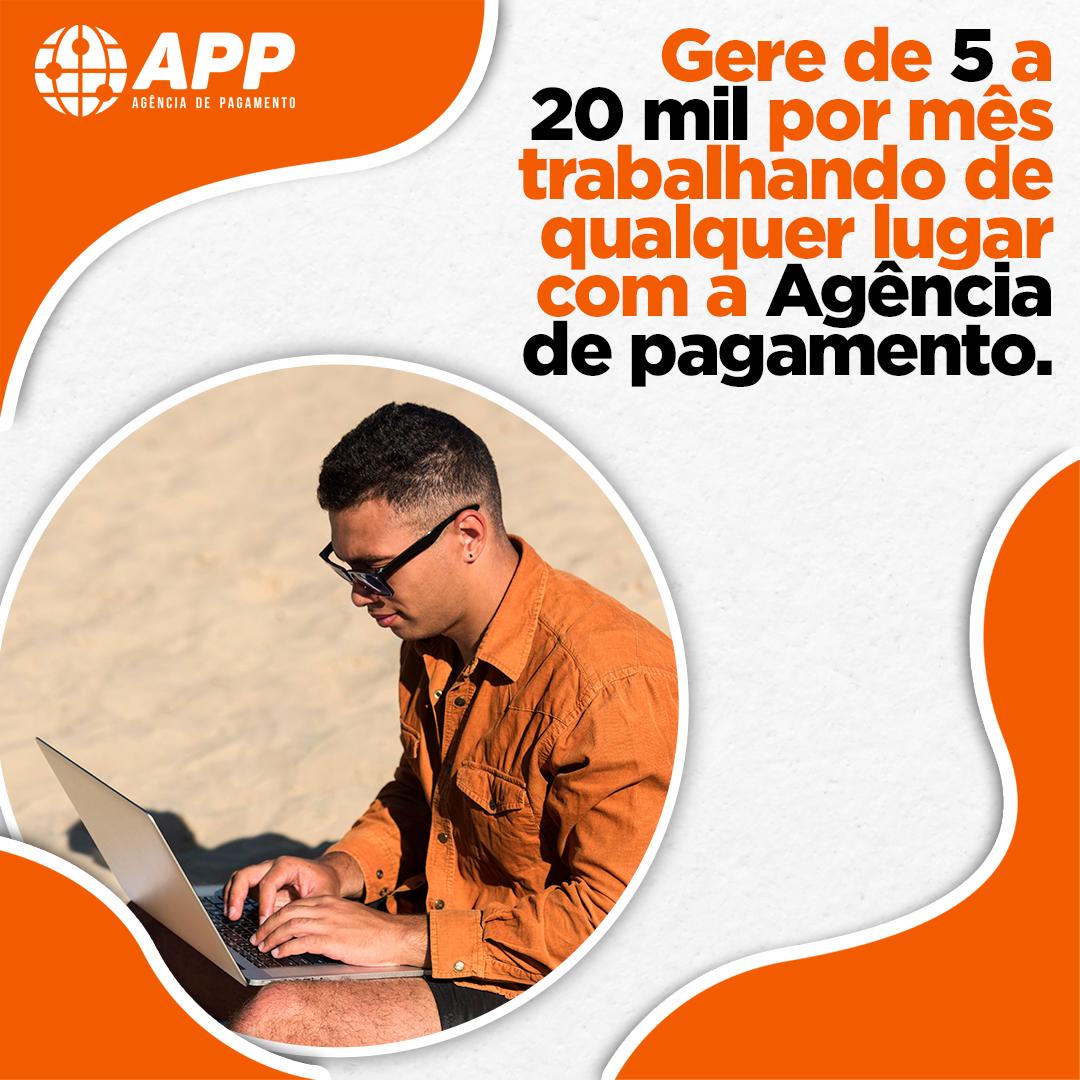 APP
AGÊNCIA DE PAGAMENTO
Gere de 5 a
20 mil por mês
trabalhando de
qualquer lugar
com a Agência
de pagamento.